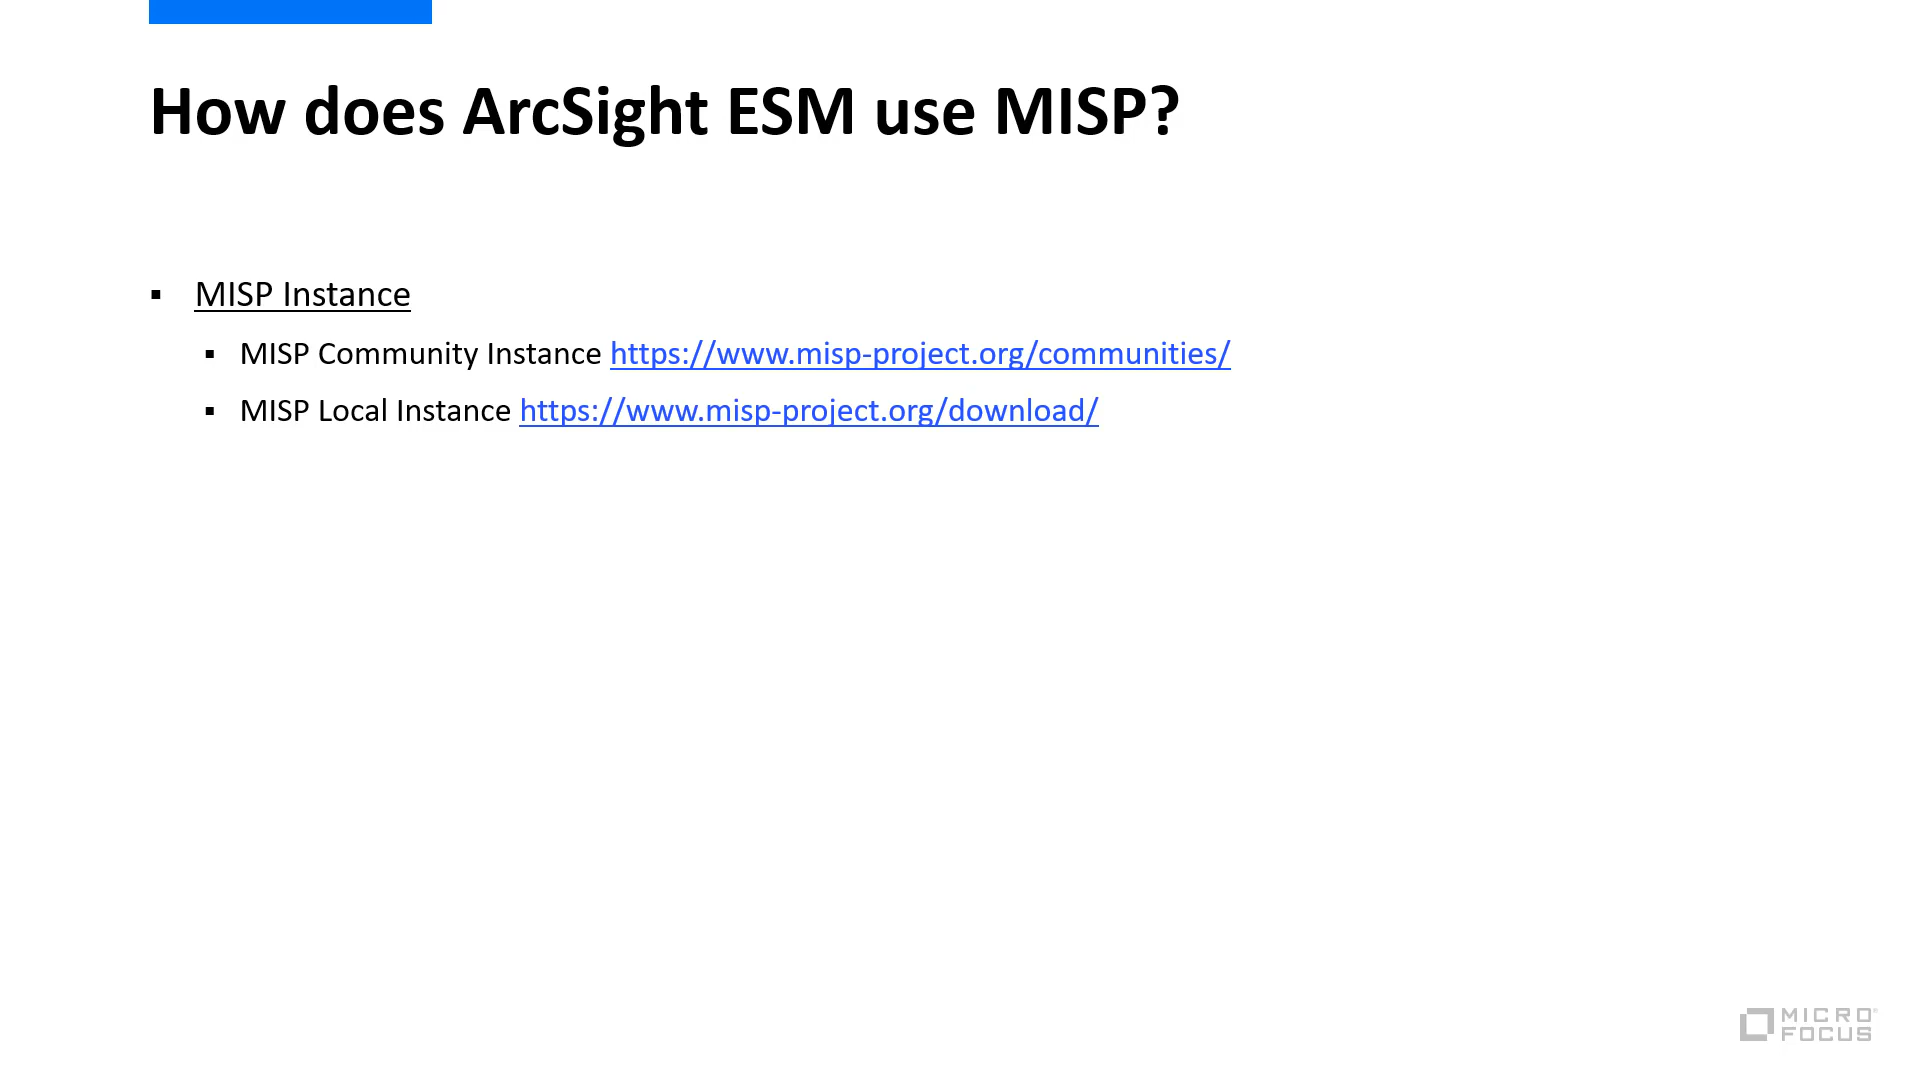 How does ArcSight ESM use MISP?
▪ MISP Instance
▪ MISP Community Instance https://www.misp-project.org/communities/
▪ MISP Local Instance https://www.misp-project.org/download/
MICRO
FOCUS